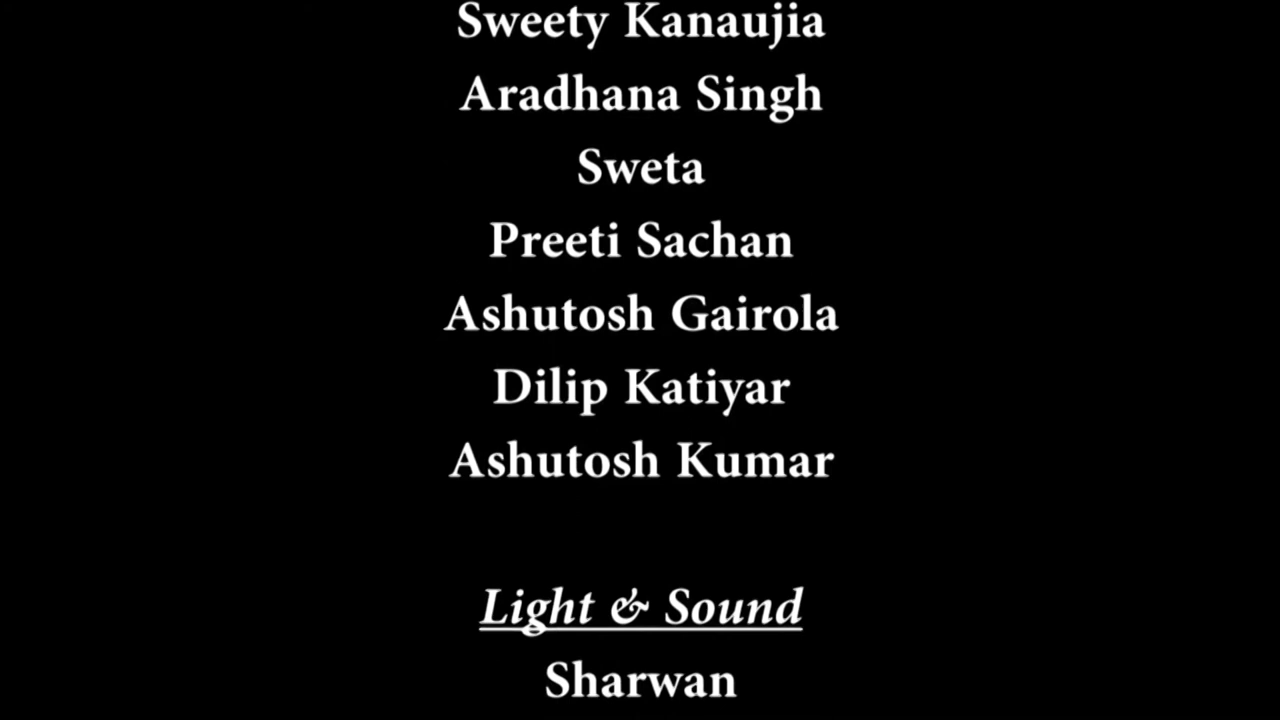 Sweety Kanaujia
Aradhana Singh
Sweta
Preeti Sachan
Ashutosh Gairola
Dilip Katiyar
Ashutosh Kumar
Light & Sound
Sharwan